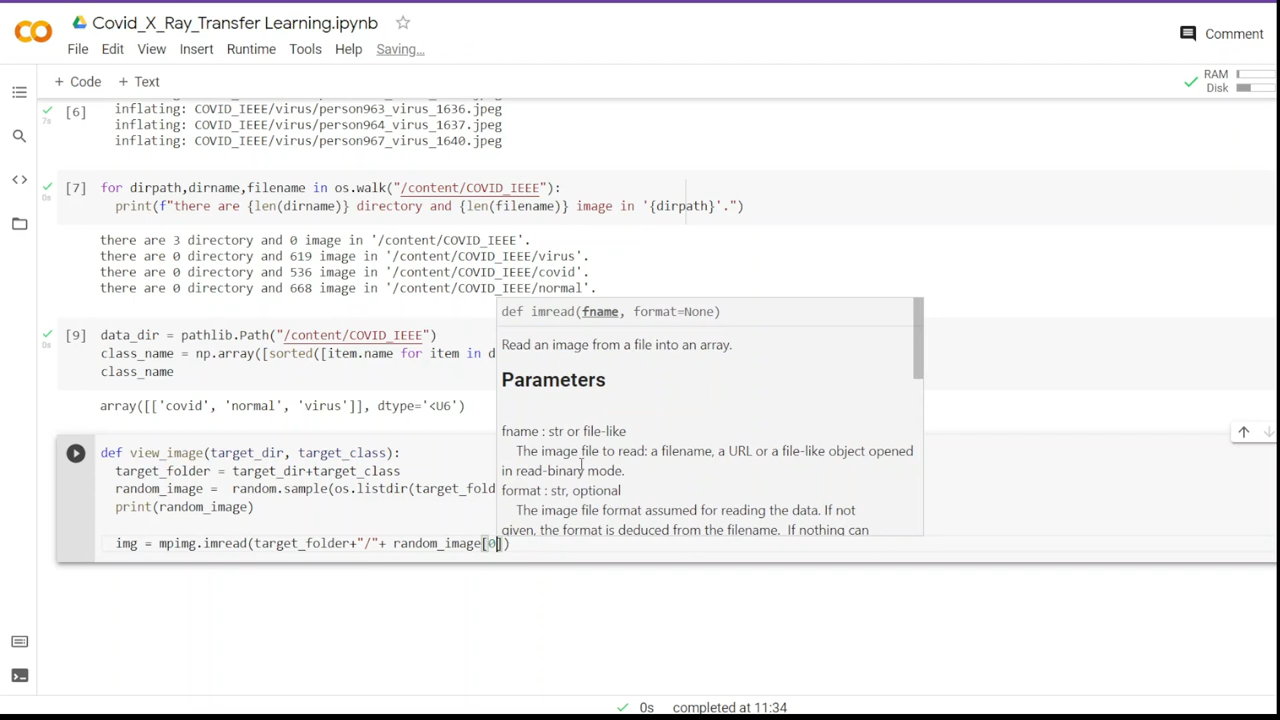 Covid_X_Ray_Transfer Learning.ipynb
Comment
File Edit View Insert Runtime Tools Help Saving...
+ Code + Text
RAM
Disk
[6]
7s
inflating: COVID_IEEE/virus/person963_virus_1636.jpeg
inflating: COVID_IEEE/virus/person964_virus_1637.jpeg
inflating: COVID_IEEE/virus/person967_virus_1640.jpeg
[7] for dirpath,dirname,filename in os.walk("/content/COVID_IEEE"):
0s
print(f"there are {len(dirname)} directory and {len(filename)} image in '{dirpath}'.")
there are 3 directory and 0 image in '/content/COVID_IEEE'.
there are 0 directory and 619 image in '/content/COVID_IEEE/virus'.
there are 0 directory and 536 image in '/content/COVID_IEEE/covid'.
there are 0 directory and 668 image in '/content/COVID_IEEE/normal'.
[9] data_dir = pathlib.Path("/content/COVID_IEEE")
0s
class_name = np.array([sorted([item.name for item in d
class_name
array([['covid', 'normal', 'virus']], dtype='<U6')
def view_image(target_dir, target_class):
target_folder = target_dir+target_class
random_image = random.sample(os.listdir(target_fold
print(random_image)
img = mpimg.imread(target_folder+"/"+ random_image[0])
def imread(fname, format=None)
Read an image from a file into an array.
Parameters
fname : str or file-like
The image file to read: a filename, a URL or a file-like object opened
in read-binary mode.
format : str, optional
The image file format assumed for reading the data. If not
given, the format is deduced from the filename. If nothing can
0s completed at 11:34